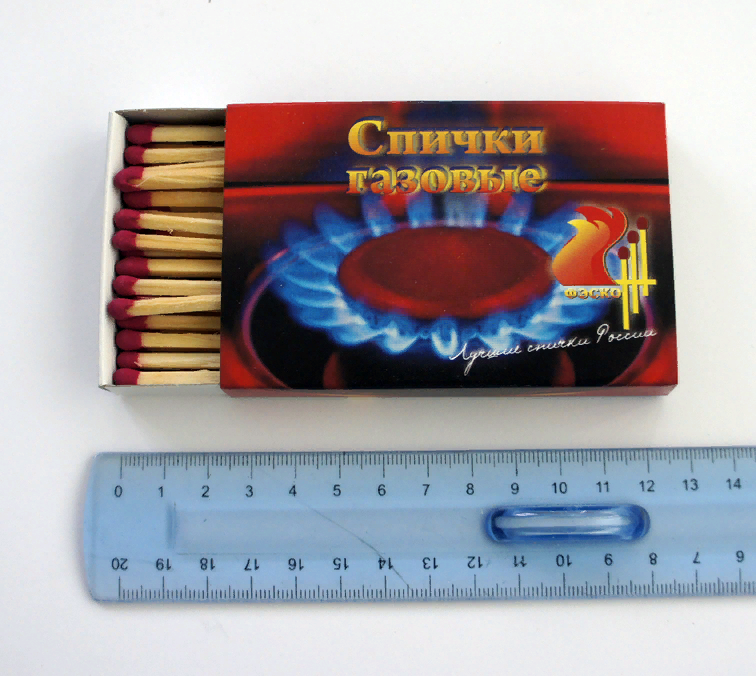 Спички
газовые
ФЭСКО
Лучшие спички России
0 1 2 3 4 5 6 7 8 9 10 11 12 13 14
20 19 18 17 16 15 14 13 12 11 10 9 8 7 6